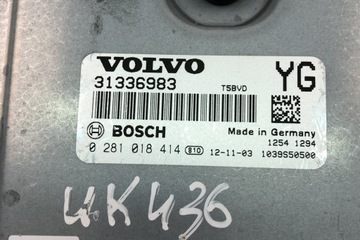 VOLVO
31336983
T5BVD
YG
BOSCH
Made in Germany
1254 1294
0 281 018 414 810 12-11-03 1039S50500
4K436